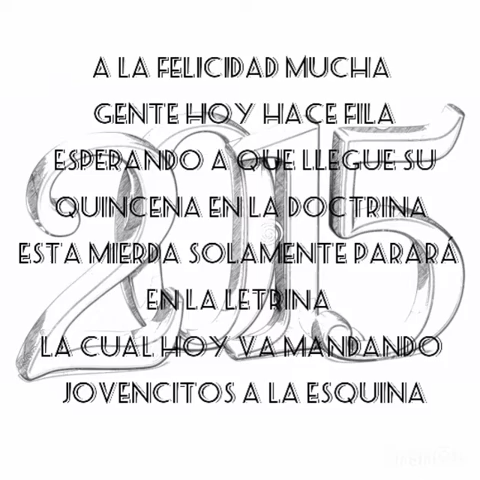 A LA FELICIDAD MUCHA
GENTE HOY HACE FILA
ESPERANDO A QUE LLEGUE SU
QUINCENA EN LA DOCTRINA
ESTA MIERDA SOLAMENTE PARARÁ
EN LA LETRINA
LA CUAL HOY VA MANDANDO
JOVENCITOS A LA ESQUINA
2015